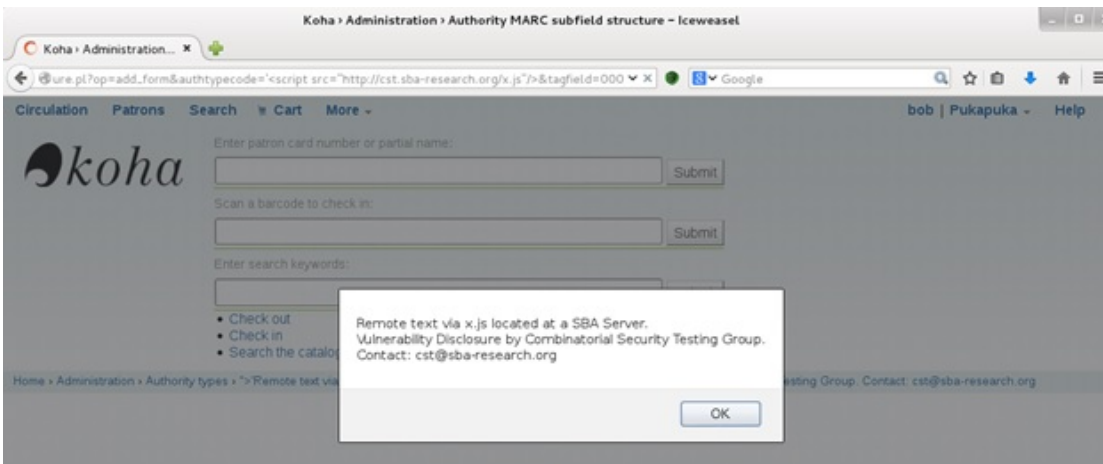 Koha › Administration › Authority MARC subfield structure – Iceweasel
Koha › Administration...
ure.pl?op=add_form&authtypecode='<script src="http://cst.sba-research.org/x.js"/>&tagfield=000
Google
Circulation Patrons Search Cart More
bob | Pukapuka Help
koha
Enter patron card number or partial name:
Submit
Scan a barcode to check in:
Submit
Enter search keywords:
Check out
Check in
Search the catalog
Remote text via x.js located at a SBA Server.
Vulnerability Disclosure by Combinatorial Security Testing Group.
Contact: cst@sba-research.org
OK
Home › Administration › Authority types › ">'Remote text via
Group. Contact: cst@sba-research.org